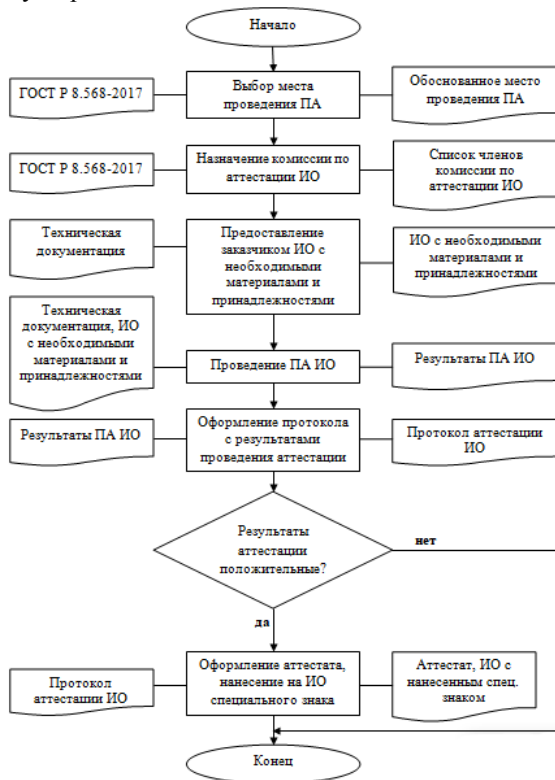 Начало
ГОСТ Р 8.568-2017
Выбор места
проведения ПА
Обоснованное место
проведения ПА
ГОСТ Р 8.568-2017
Назначение комиссии по
аттестации ИО
Список членов
комиссии по
аттестации ИО
Техническая
документация
Предоставление
заказчиком ИО с
необходимыми
материалами и
принадлежностями
ИО с необходимыми
материалами и
принадлежностями
Техническая
документация, ИО
с необходимыми
материалами и
принадлежностями
Проведение ПА ИО
Результаты ПА ИО
Результаты ПА ИО
Оформление протокола
с результатами
проведения аттестации
Протокол аттестации
ИО
Результаты
аттестации
положительные?
нет
да
Протокол
аттестации ИО
Оформление аттестата,
нанесение на ИО
специального знака
Аттестат, ИО с
нанесенным спец.
знаком
Конец